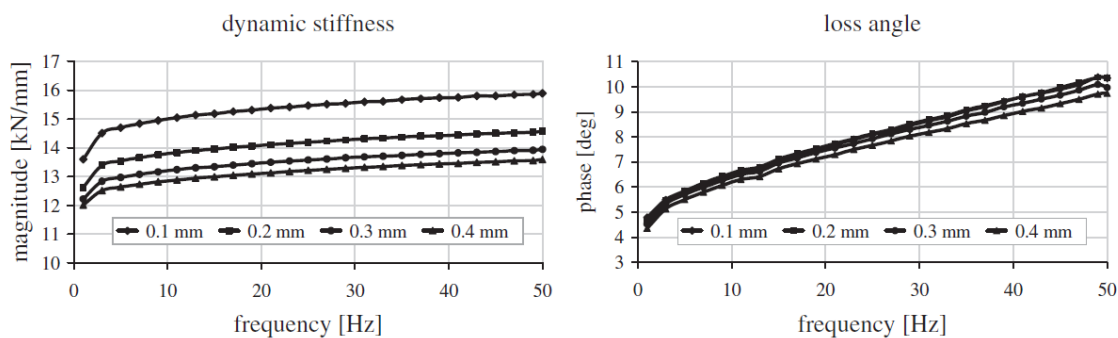 dynamic stiffness
17
16
15
14
13
12
11
10
magnitude [kN/mm]
0.1 mm 0.2 mm 0.3 mm 0.4 mm
0 10 20 30 40 50
frequency [Hz]
loss angle
11
10
9
8
7
6
5
4
3
phase [deg]
0.1 mm 0.2 mm 0.3 mm 0.4 mm
0 10 20 30 40 50
frequency [Hz]